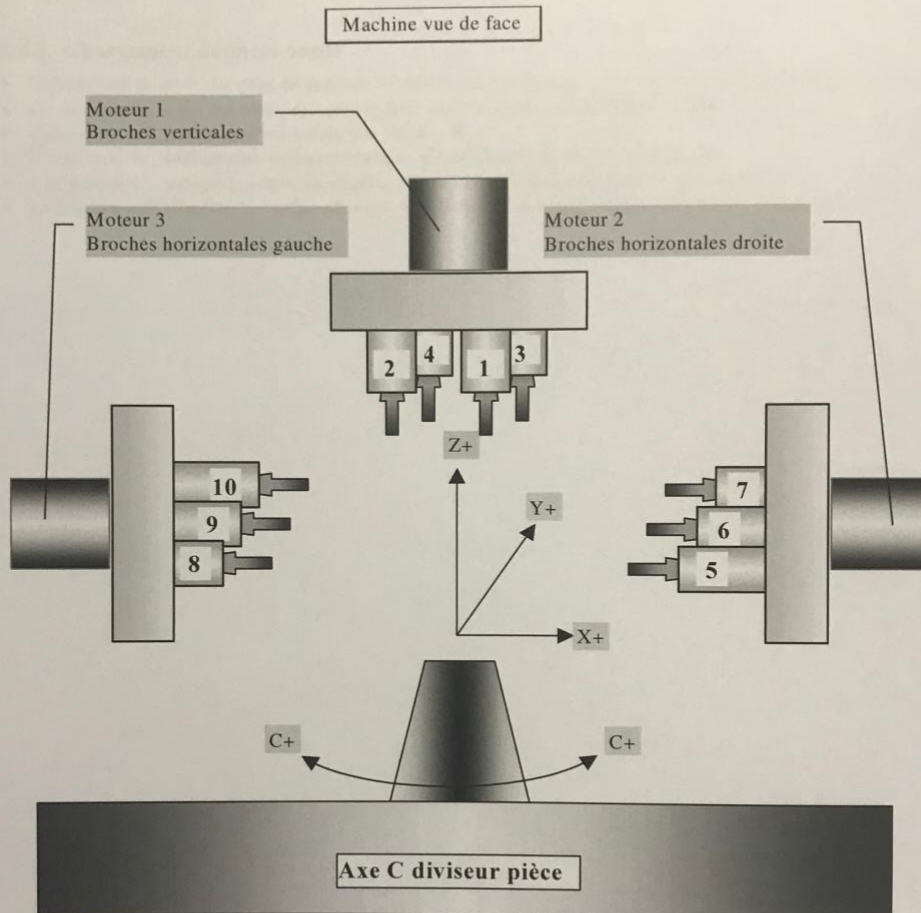 Machine vue de face
Moteur 1
Broches verticales
Moteur 3
Broches horizontales gauche
Moteur 2
Broches horizontales droite
2
4
1
3
Z+
10
9
8
7
6
5
Y+
X+
C+
C+
Axe C diviseur pièce